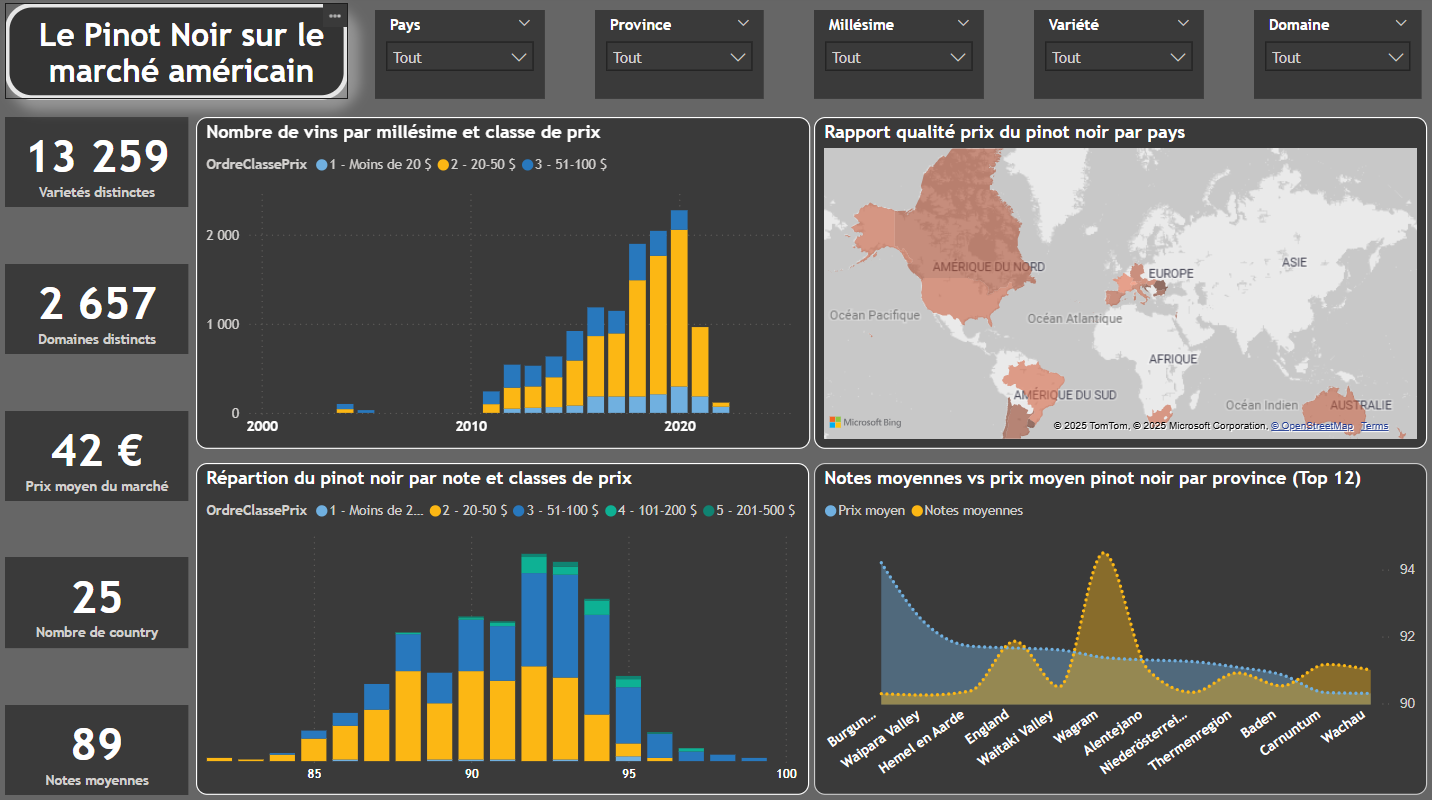 Le Pinot Noir sur le
marché américain
Pays
Tout
Province
Tout
Millésime
Tout
Variété
Tout
Domaine
Tout
13 259
Varietés distinctes
2 657
Domaines distincts
42 €
Prix moyen du marché
25
Nombre de country
89
Notes moyennes
Nombre de vins par millésime et classe de prix
OrdreClassePrix 1 - Moins de 20 $ 2 - 20-50 $ 3 - 51-100 $
2 000
1 000
0
2000 2010 2020
Rapport qualité prix du pinot noir par pays
AMÉRIQUE DU NORD
EUROPE
ASIE
Océan Pacifique
Océan Atlantique
AFRIQUE
AMÉRIQUE DU SUD
Océan Indien
AUSTRALIE
Microsoft Bing
© 2025 TomTom, © 2025 Microsoft Corporation, © OpenStreetMap Terms
Répartion du pinot noir par note et classes de prix
OrdreClassePrix 1 - Moins de 2... 2 - 20-50 $ 3 - 51-100 $ 4 - 101-200 $ 5 - 201-500 $
85 90 95 100
Notes moyennes vs prix moyen pinot noir par province (Top 12)
Prix moyen Notes moyennes
94
92
90
Burgun...
Waipara Valley
Hemel en Aarde
England
Waitaki Valley
Wagram
Alentejano
Niederösterrei...
Thermenregion
Baden
Carnuntum
Wachau